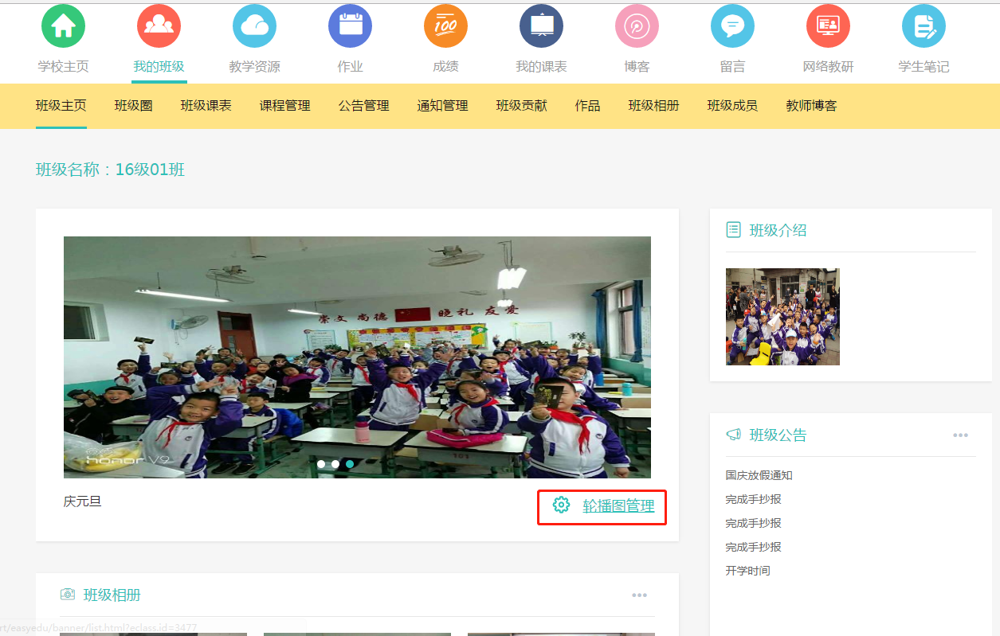 100
学校主页 我的班级 教学资源 作业 成绩 我的课表 博客 留言 网络教研 学生笔记
班级主页 班级圈 班级课表 课程管理 公告管理 通知管理 班级贡献 作品 班级相册 班级成员 教师博客
班级名称：16级01班
崇文 尚德 晓礼 友爱
101
honor V9
庆元旦
轮播图管理
班级介绍
班级公告
国庆放假通知
完成手抄报
完成手抄报
完成手抄报
开学时间
班级相册
rt/easyedu/banner/list.html?eclass.id=3477